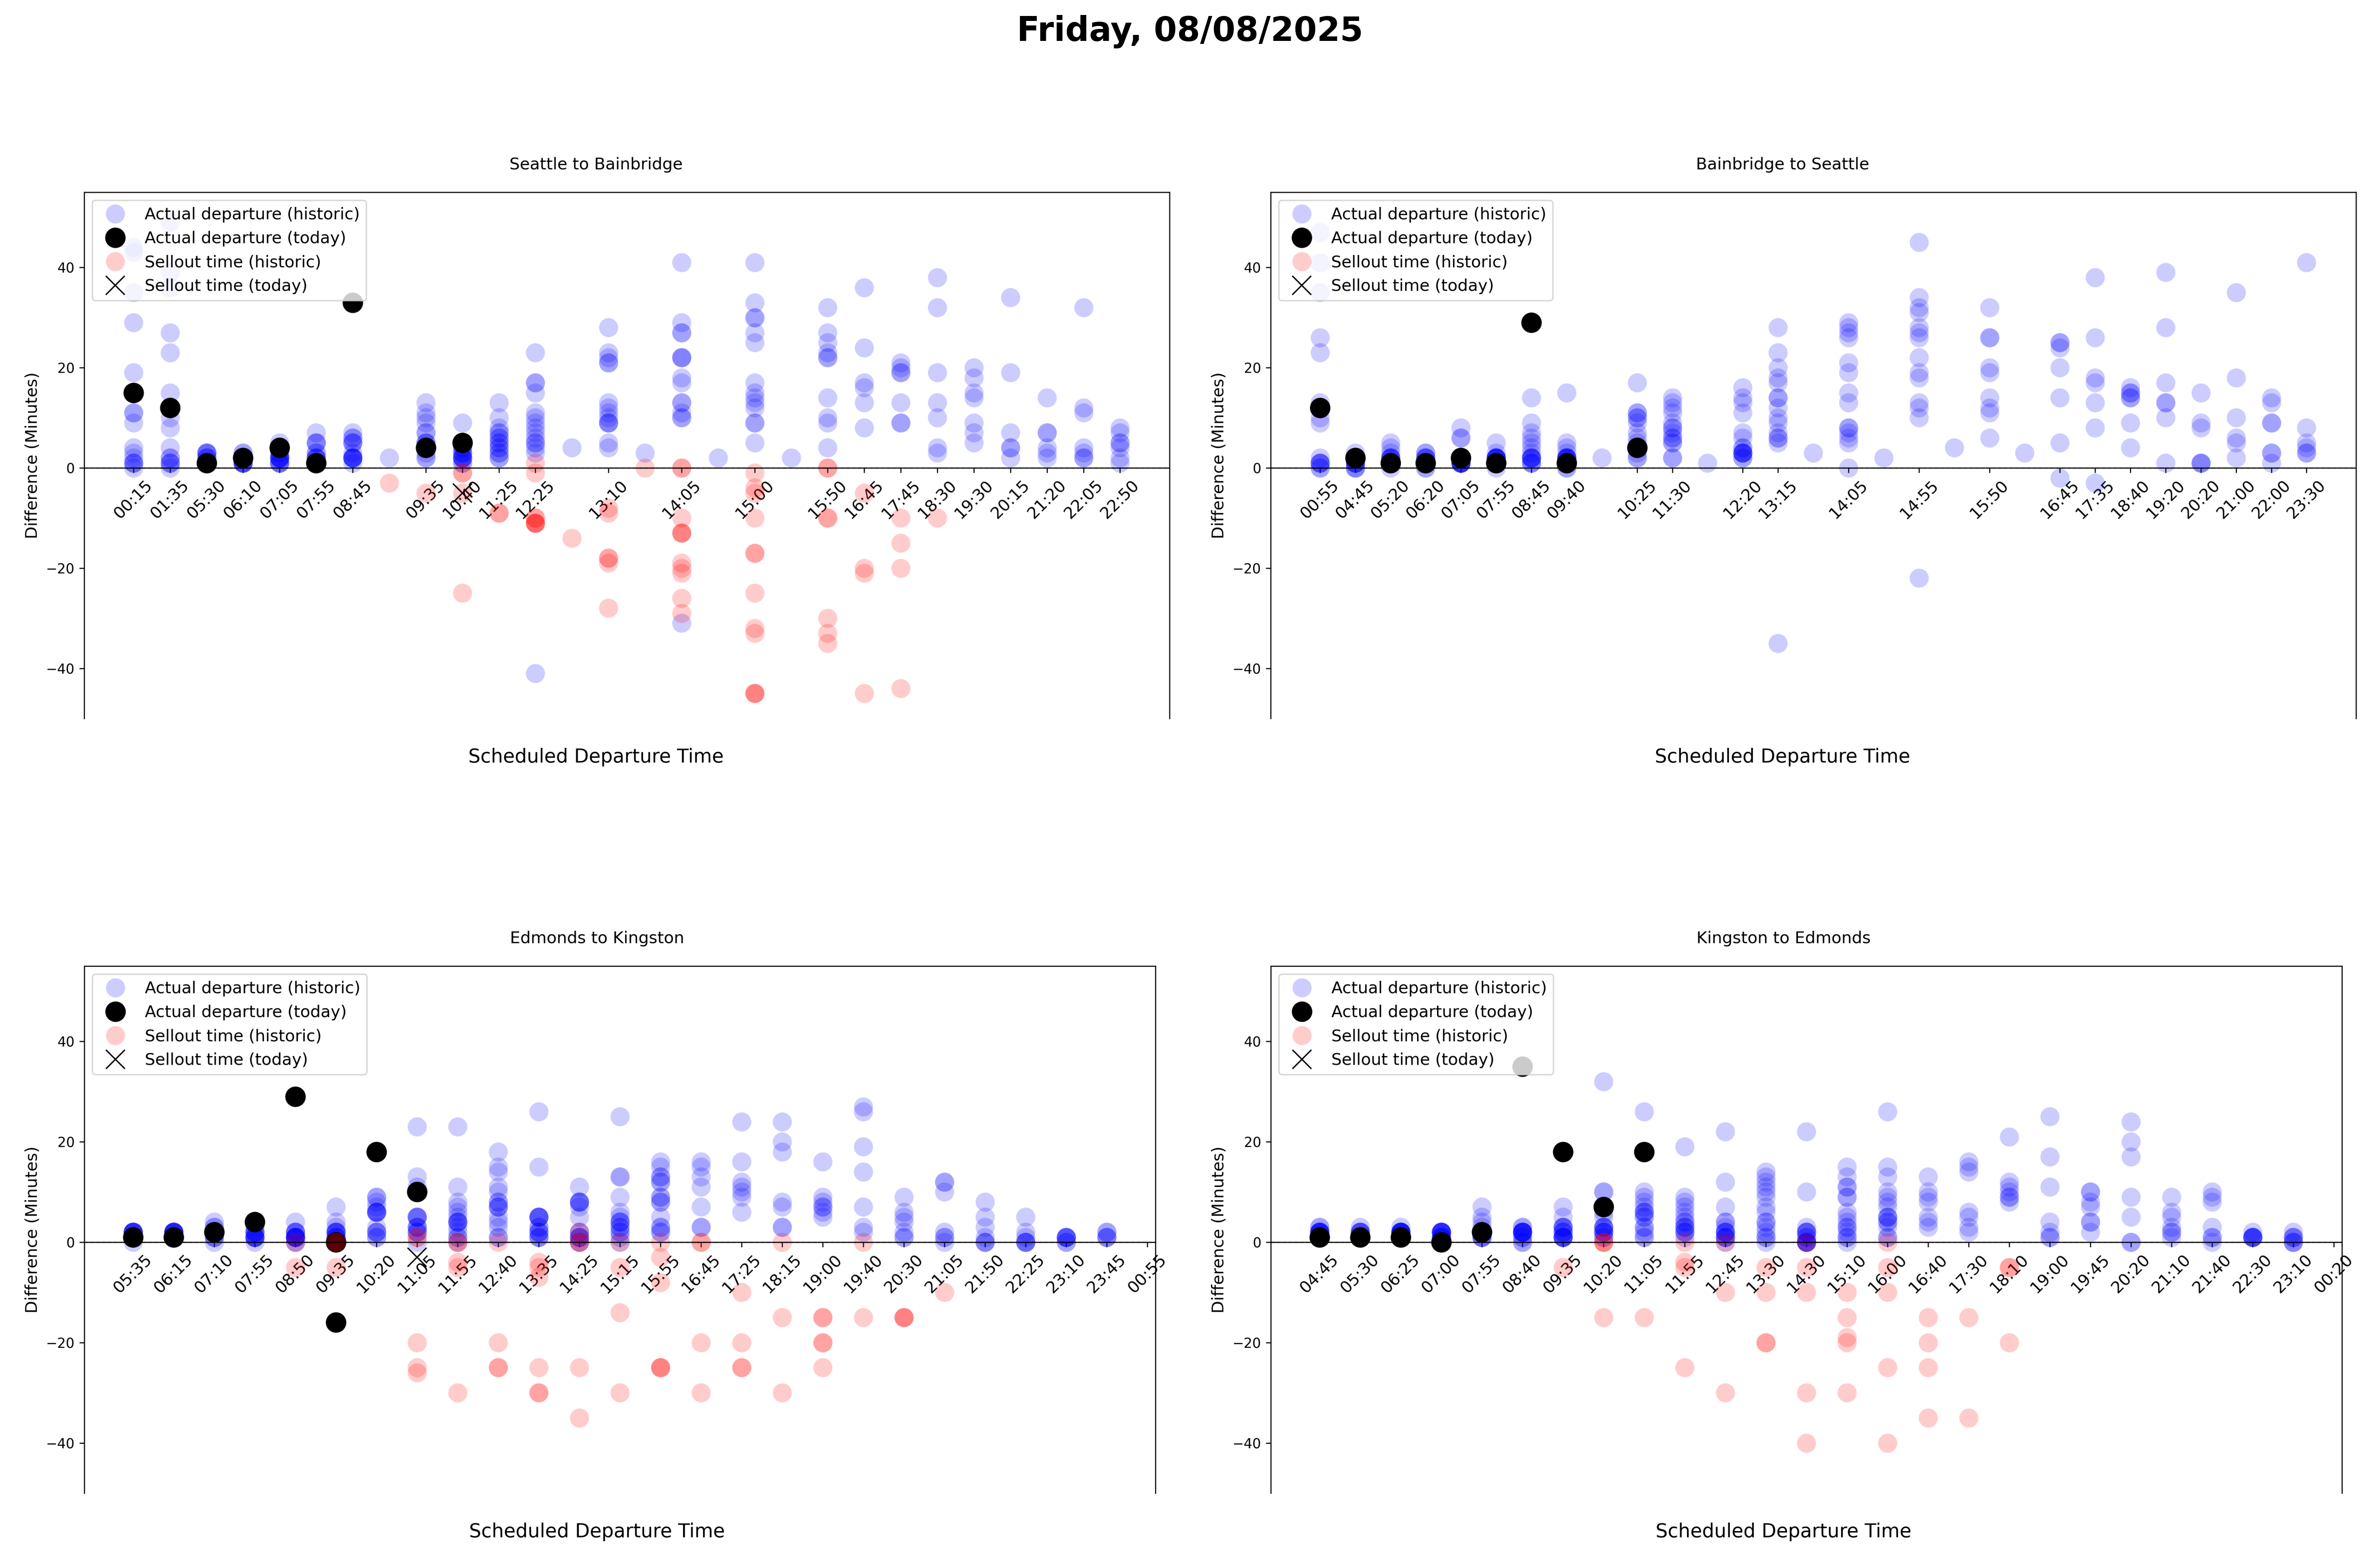 Friday, 08/08/2025
Seattle to Bainbridge
Actual departure (historic)
Actual departure (today)
Sellout time (historic)
Sellout time (today)
Difference (Minutes)
40
20
0
−20
−40
00:15 01:35 05:30 06:10 07:05 07:55 08:45 09:35 10:40 11:25 12:25 13:10 14:05 15:00 15:50 16:45 17:45 18:30 19:30 20:15 21:20 22:05 22:50
Scheduled Departure Time
Bainbridge to Seattle
Actual departure (historic)
Actual departure (today)
Sellout time (historic)
Sellout time (today)
Difference (Minutes)
40
20
0
−20
−40
00:55 04:45 05:20 06:20 07:05 07:55 08:45 09:40 10:25 11:30 12:20 13:15 14:05 14:55 15:50 16:45 17:35 18:40 19:20 20:20 21:00 22:00 23:30
Scheduled Departure Time
Edmonds to Kingston
Actual departure (historic)
Actual departure (today)
Sellout time (historic)
Sellout time (today)
Difference (Minutes)
40
20
0
−20
−40
05:35 06:15 07:10 07:55 08:50 09:35 10:20 11:05 11:55 12:40 13:35 14:25 15:15 15:55 16:45 17:25 18:15 19:00 19:40 20:30 21:05 21:50 22:25 23:10 23:45 00:55
Scheduled Departure Time
Kingston to Edmonds
Actual departure (historic)
Actual departure (today)
Sellout time (historic)
Sellout time (today)
Difference (Minutes)
40
20
0
−20
−40
04:45 05:30 06:25 07:00 07:55 08:40 09:35 10:20 11:05 11:55 12:45 13:30 14:30 15:10 16:00 16:40 17:30 18:10 19:00 19:45 20:20 21:10 21:40 22:30 23:10 00:20
Scheduled Departure Time